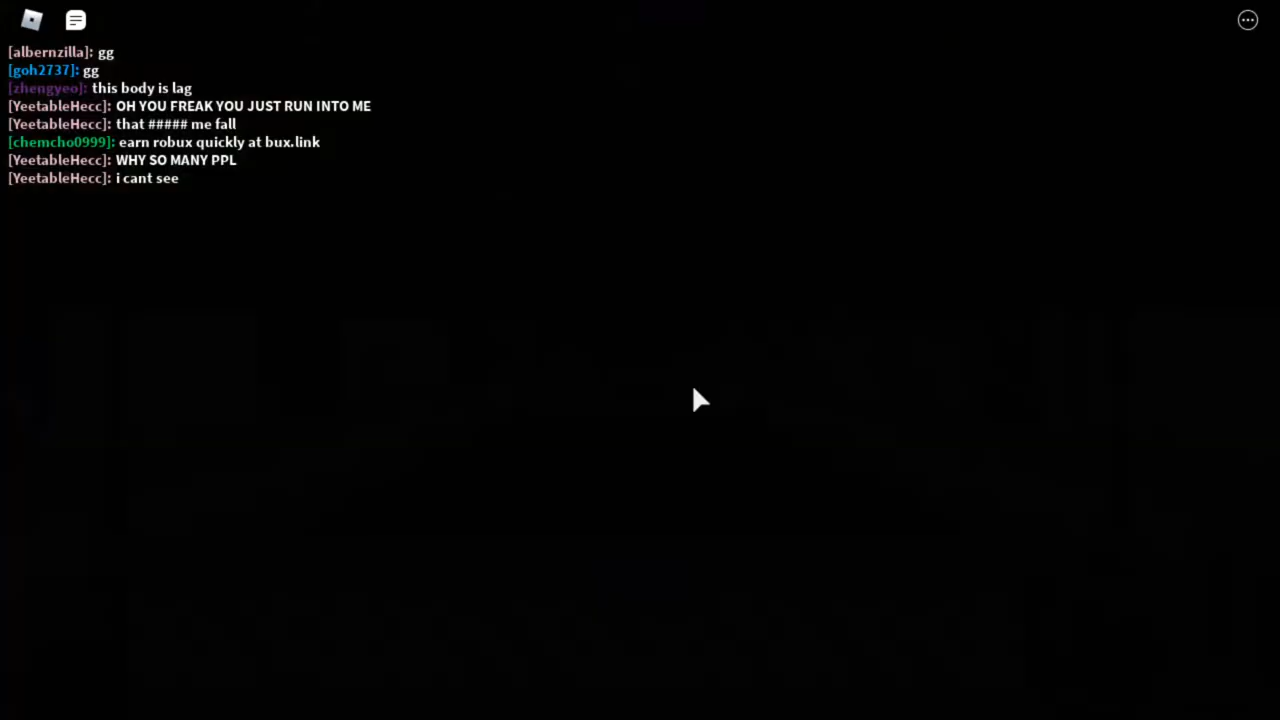 [albernzilla]: gg
[goh2737]: gg
[zhengyeo]: this body is lag
[YeetableHecc]: OH YOU FREAK YOU JUST RUN INTO ME
[YeetableHecc]: that ##### me fall
[chemcho0999]: earn robux quickly at bux.link
[YeetableHecc]: WHY SO MANY PPL
[YeetableHecc]: i cant see